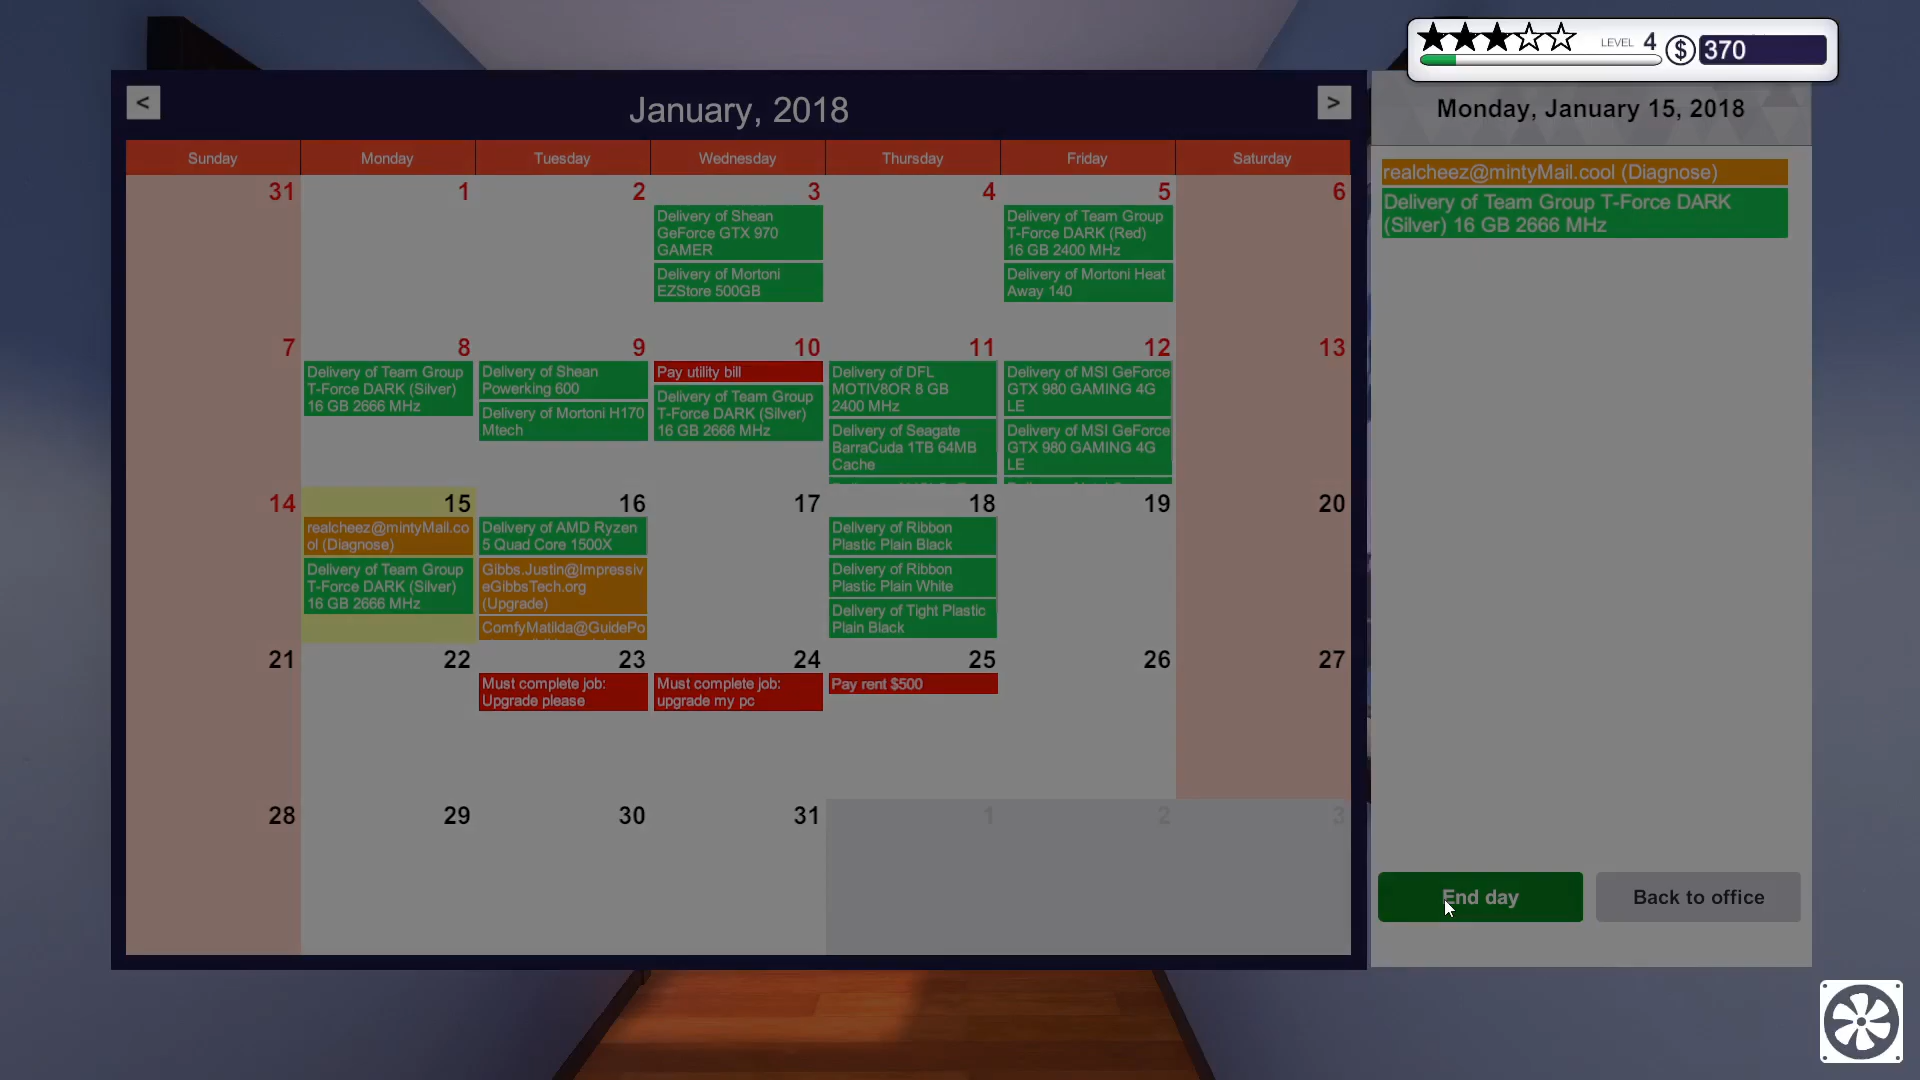 LEVEL 4
$ 370
<
January, 2018
>
Sunday
Monday
Tuesday
Wednesday
Thursday
Friday
Saturday
31
1
2
3
Delivery of Shean
GeForce GTX 970
GAMER
Delivery of Mortoni
EZStore 500GB
4
5
Delivery of Team Group
T-Force DARK (Red)
16 GB 2400 MHz
Delivery of Mortoni Heat
Away 140
6
7
8
Delivery of Team Group
T-Force DARK (Silver)
16 GB 2666 MHz
9
Delivery of Shean
Powerking 600
Delivery of Mortoni H170
Mtech
10
Pay utility bill
Delivery of Team Group
T-Force DARK (Silver)
16 GB 2666 MHz
11
Delivery of DFL
MOTIV8OR 8 GB
2400 MHz
Delivery of Seagate
BarraCuda 1TB 64MB
Cache
12
Delivery of MSI GeForce
GTX 980 GAMING 4G
LE
Delivery of MSI GeForce
GTX 980 GAMING 4G
LE
13
14
15
realcheez@mintyMail.co
ol (Diagnose)
Delivery of Team Group
T-Force DARK (Silver)
16 GB 2666 MHz
16
Delivery of AMD Ryzen
5 Quad Core 1500X
Gibbs.Justin@Impressiv
eGibbsTech.org
(Upgrade)
ComfyMatilda@GuidePo
17
18
Delivery of Ribbon
Plastic Plain Black
Delivery of Ribbon
Plastic Plain White
Delivery of Tight Plastic
Plain Black
19
20
21
22
23
Must complete job:
Upgrade please
24
Must complete job:
upgrade my pc
25
Pay rent $500
26
27
28
29
30
31
1
2
3
Monday, January 15, 2018
realcheez@mintyMail.cool (Diagnose)
Delivery of Team Group T-Force DARK
(Silver) 16 GB 2666 MHz
End day
Back to office